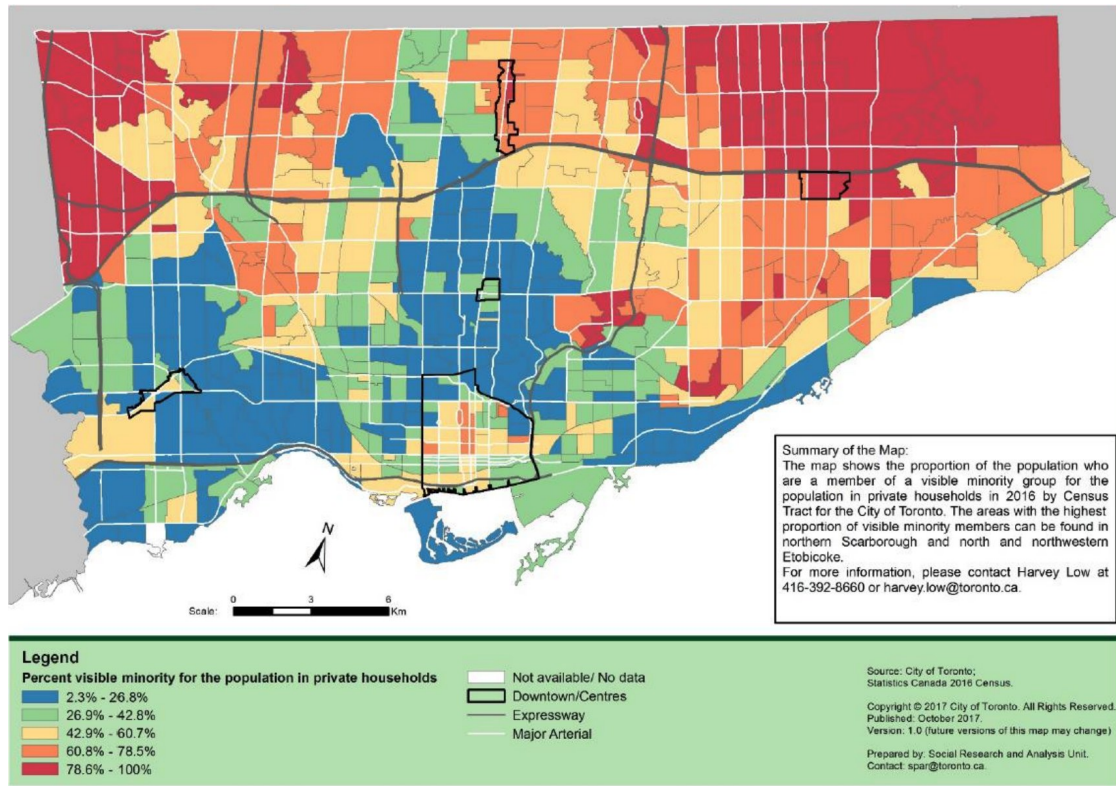 Summary of the Map:
The map shows the proportion of the population who
are a member of a visible minority group for the
population in private households in 2016 by Census
Tract for the City of Toronto. The areas with the highest
proportion of visible minority members can be found in
northern Scarborough and north and northwestern
Etobicoke.
For more information, please contact Harvey Low at
416-392-8660 or harvey.low@toronto.ca.
N
Scale:
0 3 6
Km
Legend
Percent visible minority for the population in private households
2.3% - 26.8%
26.9% - 42.8%
42.9% - 60.7%
60.8% - 78.5%
78.6% - 100%
Not available/ No data
Downtown/Centres
Expressway
Major Arterial
Source: City of Toronto;
Statistics Canada 2016 Census.
Copyright © 2017 City of Toronto. All Rights Reserved.
Published: October 2017.
Version: 1.0 (future versions of this map may change)
Prepared by: Social Research and Analysis Unit.
Contact: spar@toronto.ca.